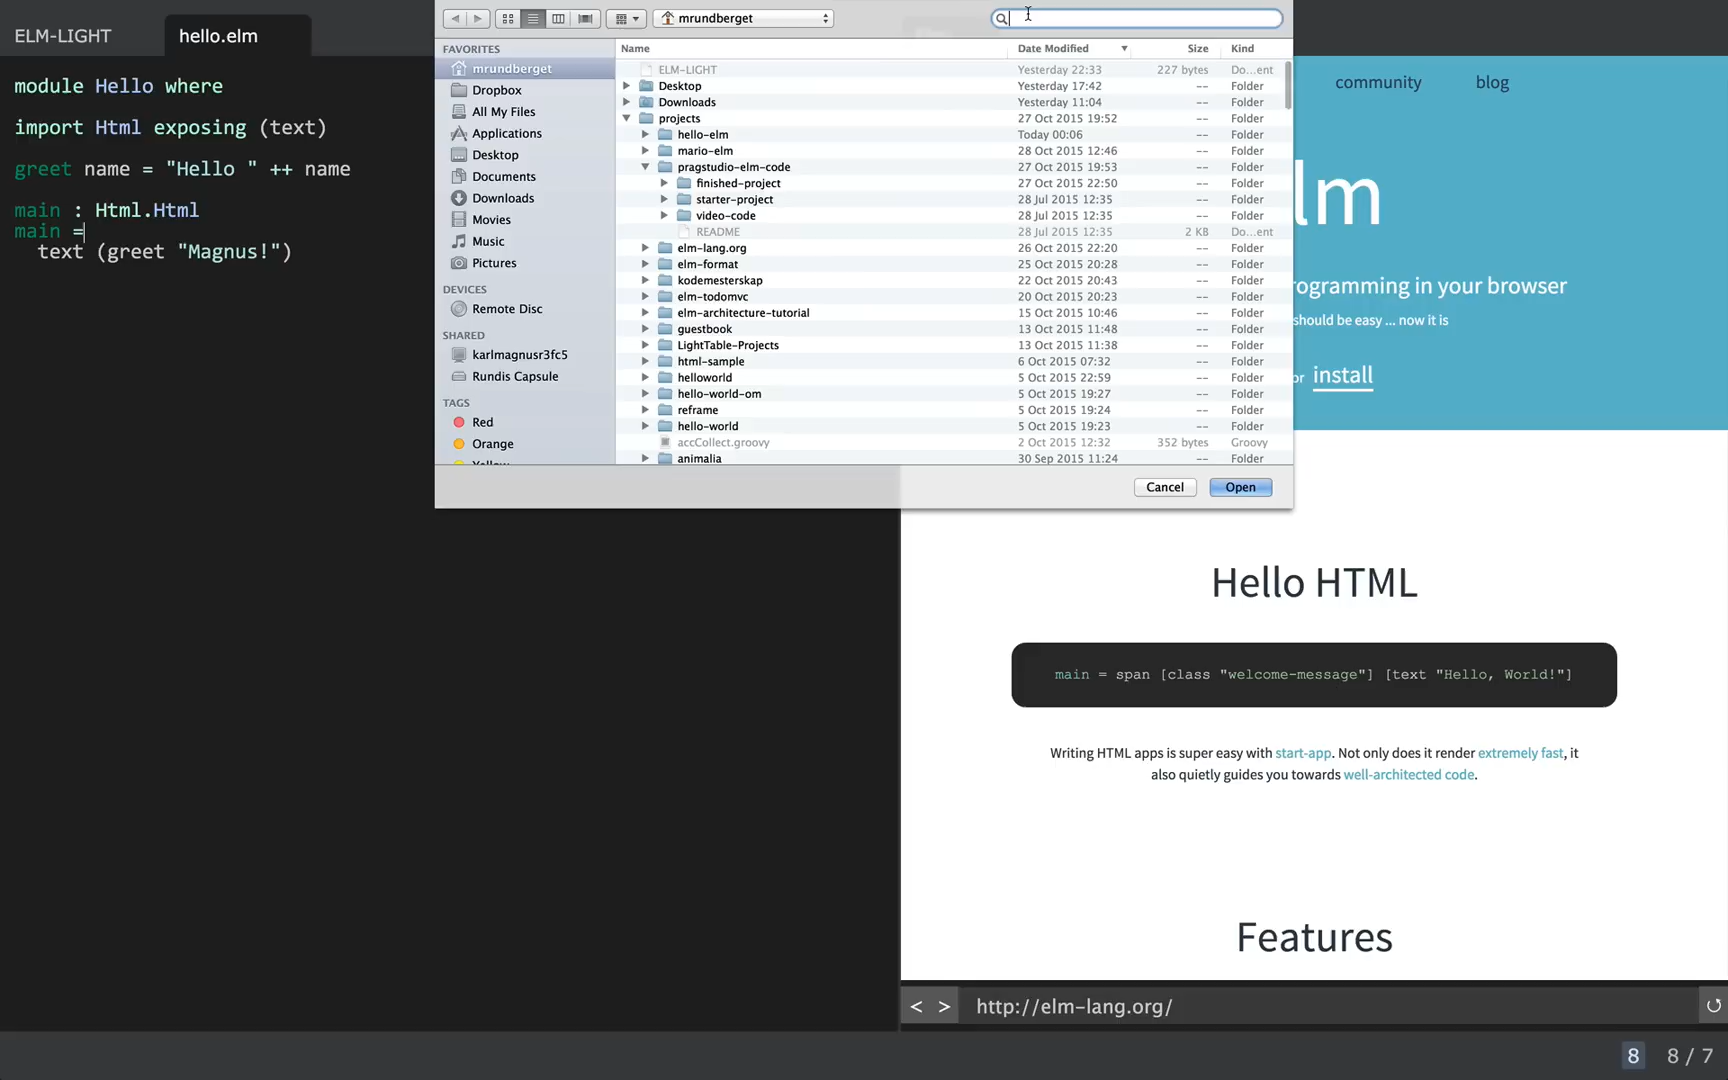 ELM-LIGHT
hello.elm
module Hello where
import Html exposing (text)
greet name = "Hello " ++ name
main : Html.Html
main =
text (greet "Magnus!")
mrundberget
FAVORITES
mrundberget
Dropbox
All My Files
Applications
Desktop
Documents
Downloads
Movies
Music
Pictures
DEVICES
Remote Disc
SHARED
karlmagnusr3fc5
Rundis Capsule
TAGS
Red
Orange
Yellow
Name Date Modified Size Kind
ELM-LIGHT Yesterday 22:33 227 bytes Do...ent
Desktop Yesterday 17:42 -- Folder
Downloads Yesterday 11:04 -- Folder
projects 27 Oct 2015 19:52 -- Folder
hello-elm Today 00:06 -- Folder
mario-elm 28 Oct 2015 12:46 -- Folder
pragstudio-elm-code 27 Oct 2015 19:53 -- Folder
finished-project 27 Oct 2015 22:50 -- Folder
starter-project 28 Jul 2015 12:35 -- Folder
video-code 28 Jul 2015 12:35 -- Folder
README 28 Jul 2015 12:35 2 KB Do...ent
elm-lang.org 26 Oct 2015 22:20 -- Folder
elm-format 25 Oct 2015 20:28 -- Folder
kodemesterskap 22 Oct 2015 20:43 -- Folder
elm-todomvc 20 Oct 2015 20:23 -- Folder
elm-architecture-tutorial 15 Oct 2015 10:46 -- Folder
guestbook 13 Oct 2015 11:48 -- Folder
LightTable-Projects 13 Oct 2015 11:38 -- Folder
html-sample 6 Oct 2015 07:32 -- Folder
helloworld 5 Oct 2015 22:59 -- Folder
hello-world-om 5 Oct 2015 19:27 -- Folder
reframe 5 Oct 2015 19:24 -- Folder
hello-world 5 Oct 2015 19:23 -- Folder
accCollect.groovy 2 Oct 2015 12:32 352 bytes Groovy
animalia 30 Sep 2015 11:24 -- Folder
Cancel Open
community blog
lm
rogramming in your browser
should be easy ... now it is
or install
Hello HTML
main = span [class "welcome-message"] [text "Hello, World!"]
Writing HTML apps is super easy with start-app. Not only does it render extremely fast, it
also quietly guides you towards well-architected code.
Features
< > http://elm-lang.org/
8 8 / 7